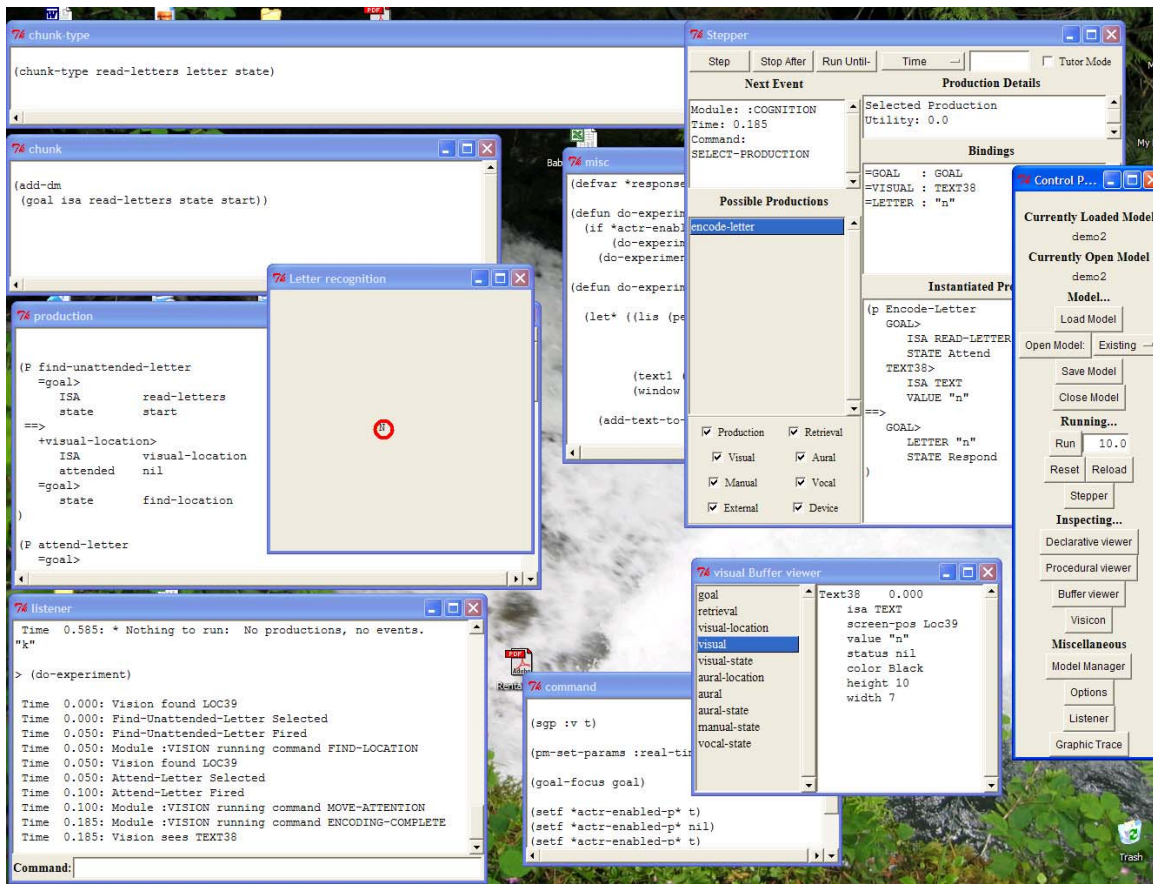 chunk-type
(chunk-type read-letters letter state)
chunk
(add-dm
(goal isa read-letters state start))
production
(P find-unattended-letter
=goal>
ISA read-letters
state start
==>
+visual-location>
ISA visual-location
attended nil
=goal>
state find-location
)
(P attend-letter
=goal>
Letter recognition
N
listener
Time 0.585: * Nothing to run: No productions, no events.
"k"
> (do-experiment)
Time 0.000: Vision found LOC39
Time 0.000: Find-Unattended-Letter Selected
Time 0.050: Find-Unattended-Letter Fired
Time 0.050: Module :VISION running command FIND-LOCATION
Time 0.050: Vision found LOC39
Time 0.050: Attend-Letter Selected
Time 0.100: Attend-Letter Fired
Time 0.100: Module :VISION running command MOVE-ATTENTION
Time 0.185: Module :VISION running command ENCODING-COMPLETE
Time 0.185: Vision sees TEXT38
Command:
misc
(defvar *response
(defun do-experim
(if *actr-enabl
(do-experim
(do-experimen
(defun do-experim
(let* ((lis (pe
(text1 (
(window
(add-text-to-
command
(sgp :v t)
(pm-set-params :real-tim
(goal-focus goal)
(setf *actr-enabled-p* t)
(setf *actr-enabled-p* nil)
(setf *actr-enabled-p* t)
Stepper
Step Stop After Run Until- Time Tutor Mode
Next Event
Module: :COGNITION
Time: 0.185
Command:
SELECT-PRODUCTION
Possible Productions
encode-letter
Production Retrieval
Visual Aural
Manual Vocal
External Device
Production Details
Selected Production
Utility: 0.0
Bindings
=GOAL : GOAL
=VISUAL : TEXT38
=LETTER : "n"
Instantiated Pr
(p Encode-Letter
GOAL>
ISA READ-LETTER
STATE Attend
TEXT38>
ISA TEXT
VALUE "n"
==>
GOAL>
LETTER "n"
STATE Respond
)
visual Buffer viewer
goal
retrieval
visual-location
visual
visual-state
aural-location
aural
aural-state
manual-state
vocal-state
Text38 0.000
isa TEXT
screen-pos Loc39
value "n"
status nil
color Black
height 10
width 7
Control P...
Currently Loaded Model
demo2
Currently Open Model
demo2
Model...
Load Model
Open Model: Existing
Save Model
Close Model
Running...
Run 10.0
Reset Reload
Stepper
Inspecting...
Declarative viewer
Procedural viewer
Buffer viewer
Visicon
Miscellaneous
Model Manager
Options
Listener
Graphic Trace
Trash